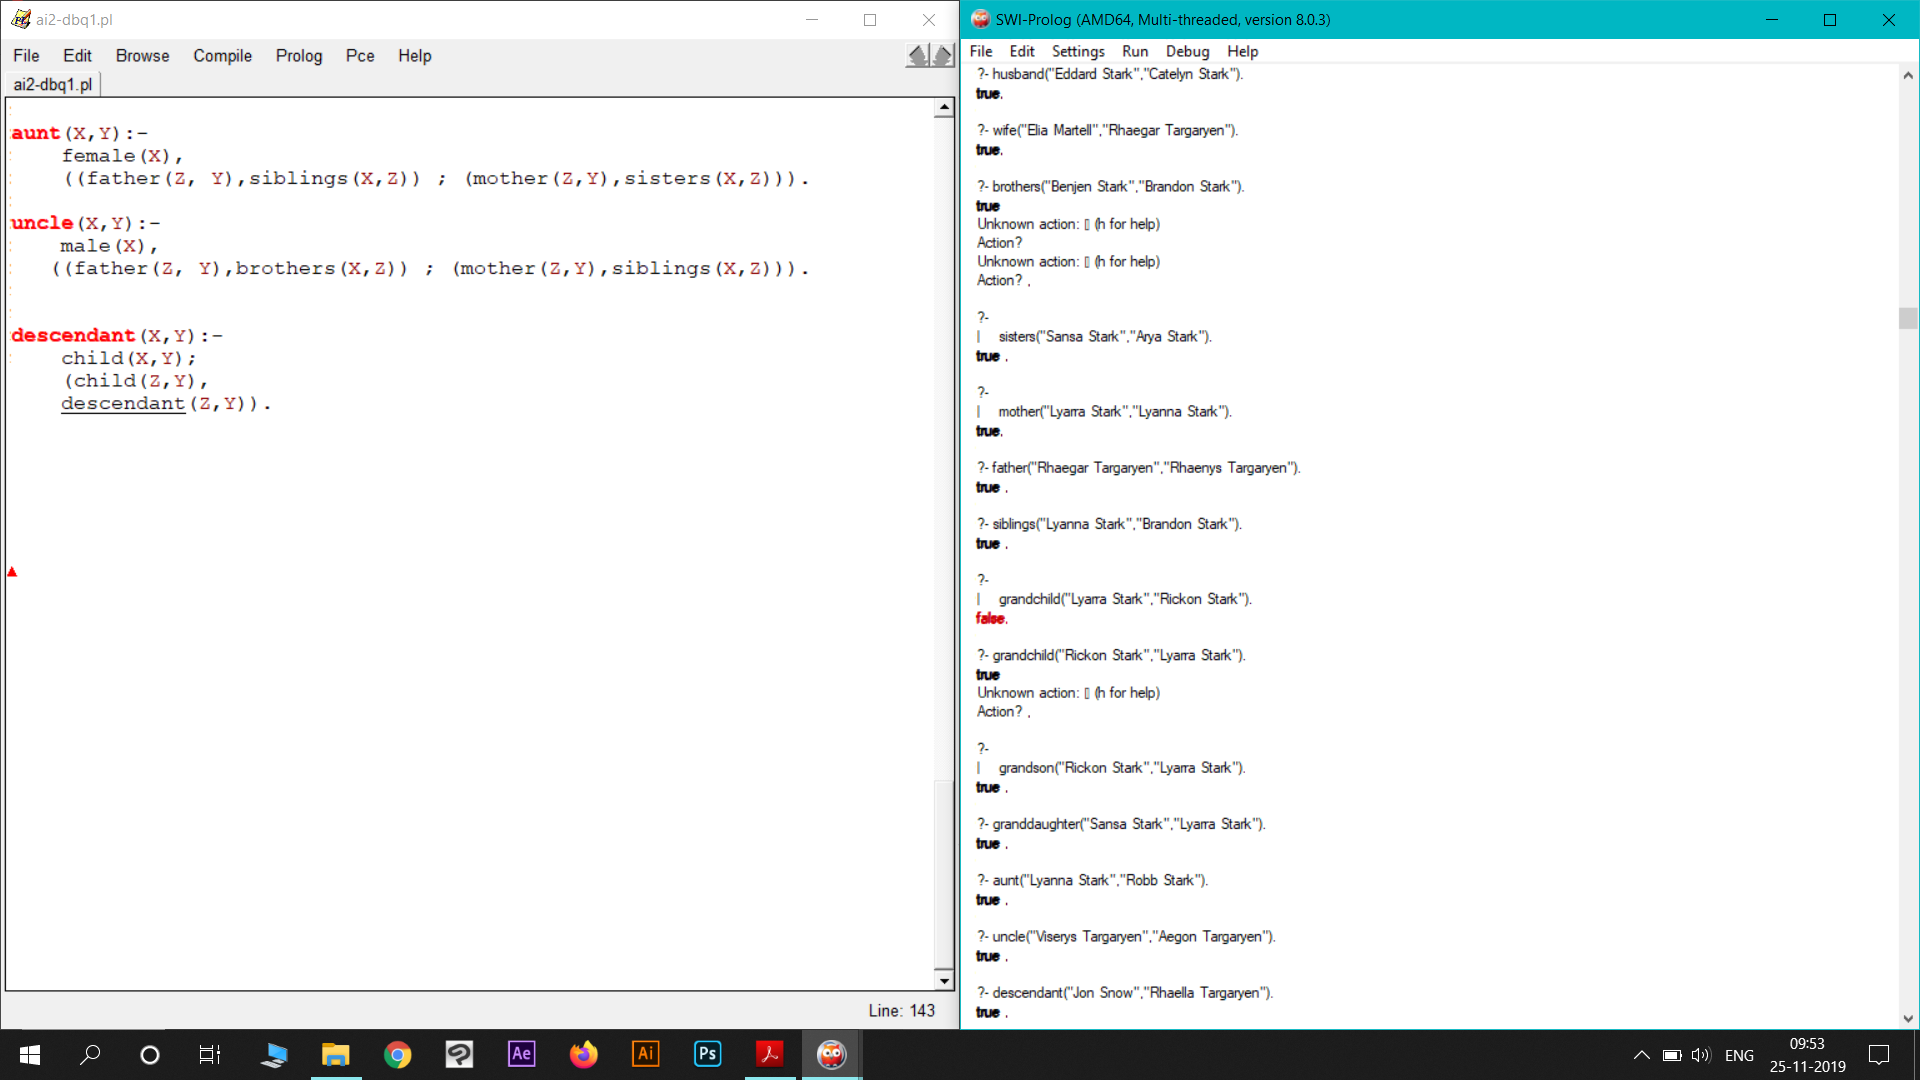 ai2-dbq1.pl
File Edit Browse Compile Prolog Pce Help
ai2-dbq1.pl
aunt(X,Y):-
female(X),
((father(Z, Y),siblings(X,Z)) ; (mother(Z,Y),sisters(X,Z))).
uncle(X,Y):-
male(X),
((father(Z, Y),brothers(X,Z)) ; (mother(Z,Y),siblings(X,Z))).
descendant(X,Y):-
child(X,Y);
(child(Z,Y),
descendant(Z,Y)).
Line: 143
SWI-Prolog (AMD64, Multi-threaded, version 8.0.3)
File Edit Settings Run Debug Help
?- husband("Eddard Stark","Catelyn Stark").
true.
?- wife("Elia Martell","Rhaegar Targaryen").
true.
?- brothers("Benjen Stark","Brandon Stark").
true
Unknown action: ▯ (h for help)
Action?
Unknown action: ▯ (h for help)
Action? .
?-
| sisters("Sansa Stark","Arya Stark").
true .
?-
| mother("Lyarra Stark","Lyanna Stark").
true.
?- father("Rhaegar Targaryen","Rhaenys Targaryen").
true .
?- siblings("Lyanna Stark","Brandon Stark").
true .
?-
| grandchild("Lyarra Stark","Rickon Stark").
false.
?- grandchild("Rickon Stark","Lyarra Stark").
true
Unknown action: ▯ (h for help)
Action? .
?-
| grandson("Rickon Stark","Lyarra Stark").
true .
?- granddaughter("Sansa Stark","Lyarra Stark").
true .
?- aunt("Lyanna Stark","Robb Stark").
true .
?- uncle("Viserys Targaryen","Aegon Targaryen").
true .
?- descendant("Jon Snow","Rhaella Targaryen").
true .
Ae Ai Ps
ENG
09:53
25-11-2019